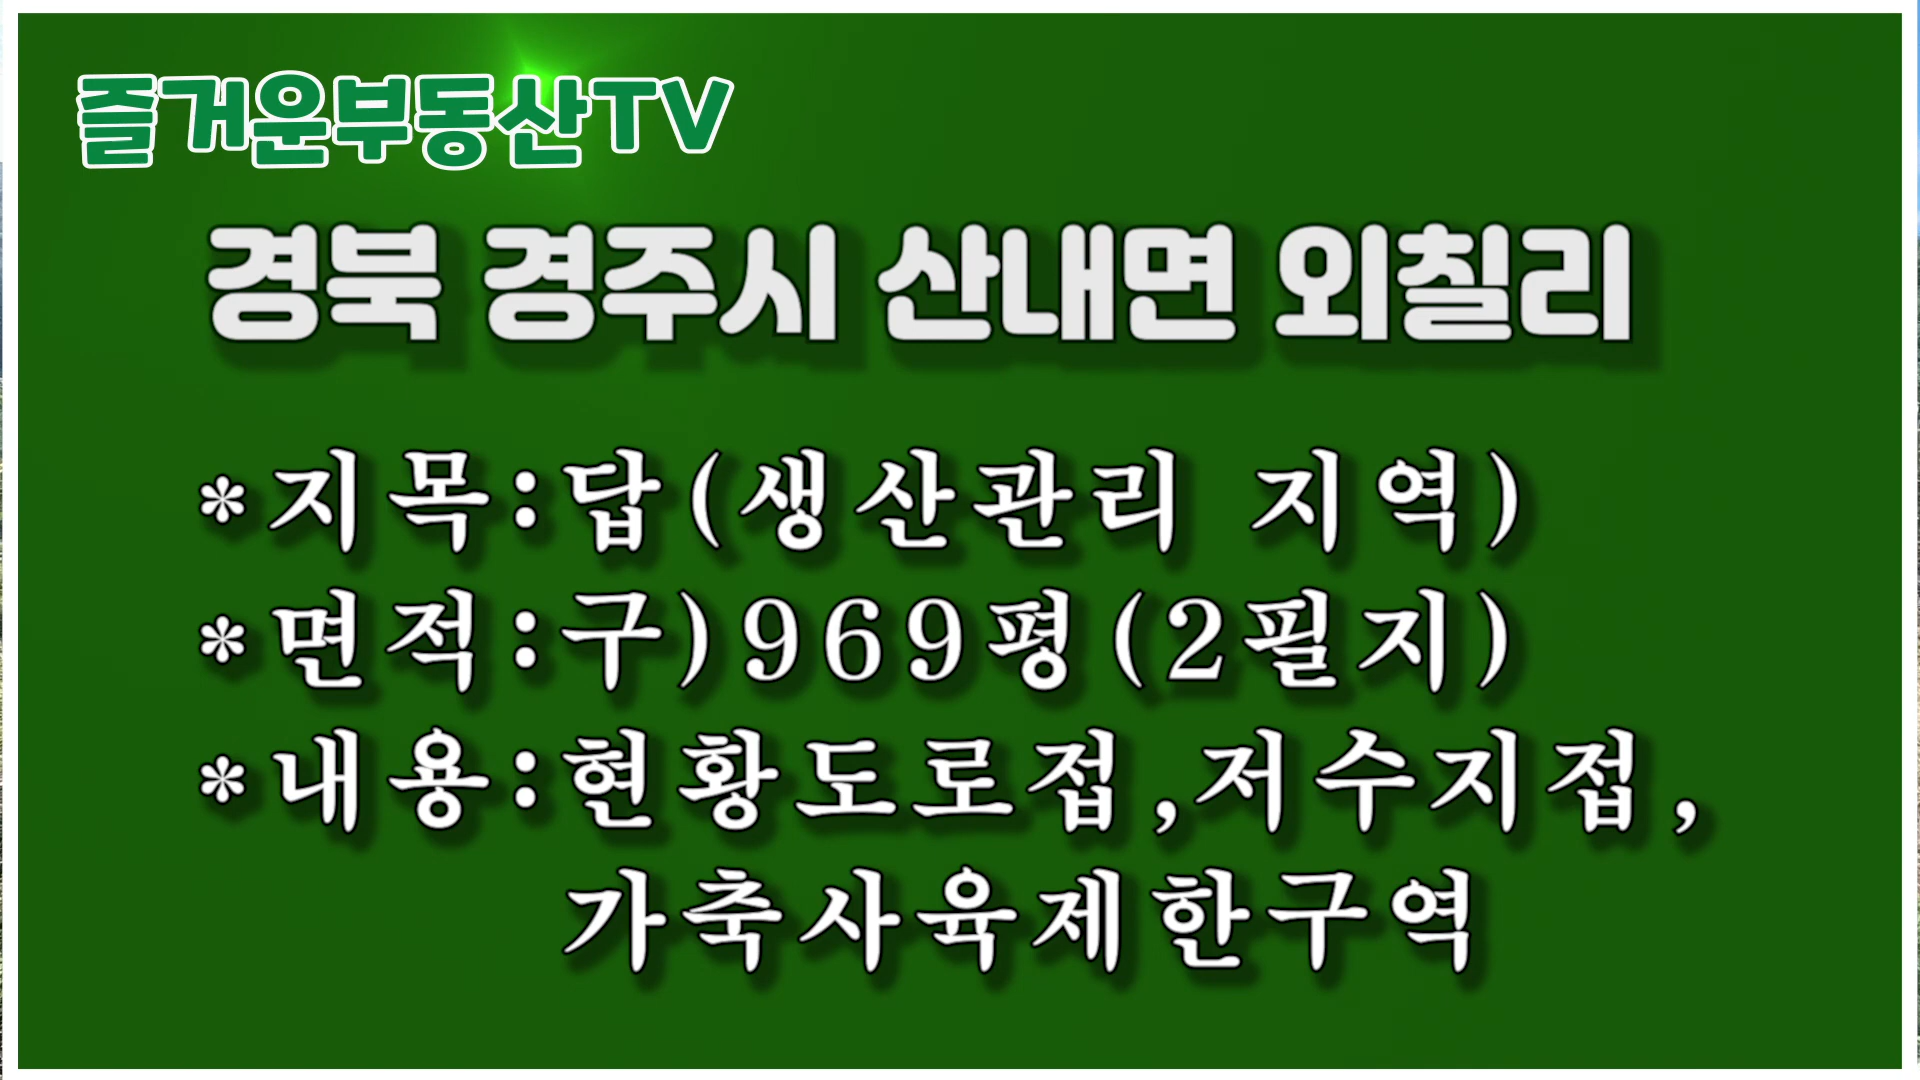 즐거운부동산TV
경북 경주시 산내면 외칠리
*지목:답(생산관리 지역)
*면적:구)969평(2필지)
*내용:현황도로접,저수지접,
가축사육제한구역